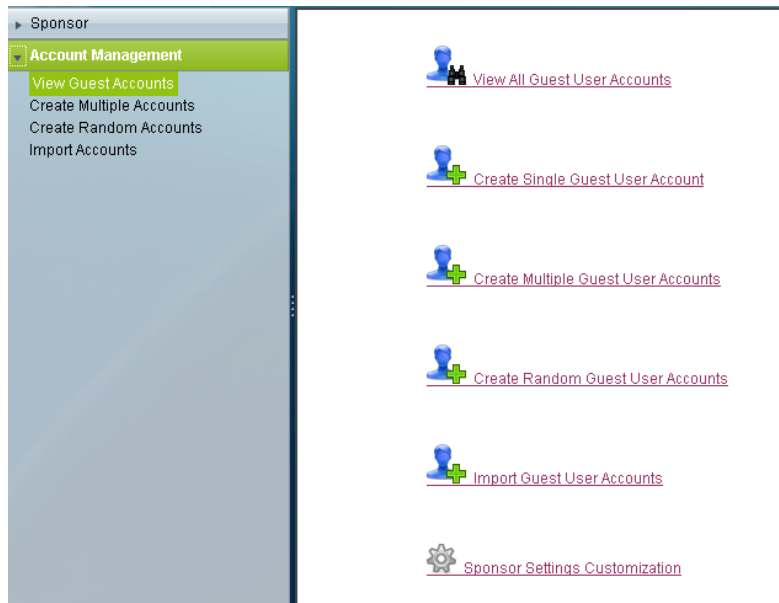 Sponsor
Account Management
View Guest Accounts
Create Multiple Accounts
Create Random Accounts
Import Accounts
View All Guest User Accounts
Create Single Guest User Account
Create Multiple Guest User Accounts
Create Random Guest User Accounts
Import Guest User Accounts
Sponsor Settings Customization